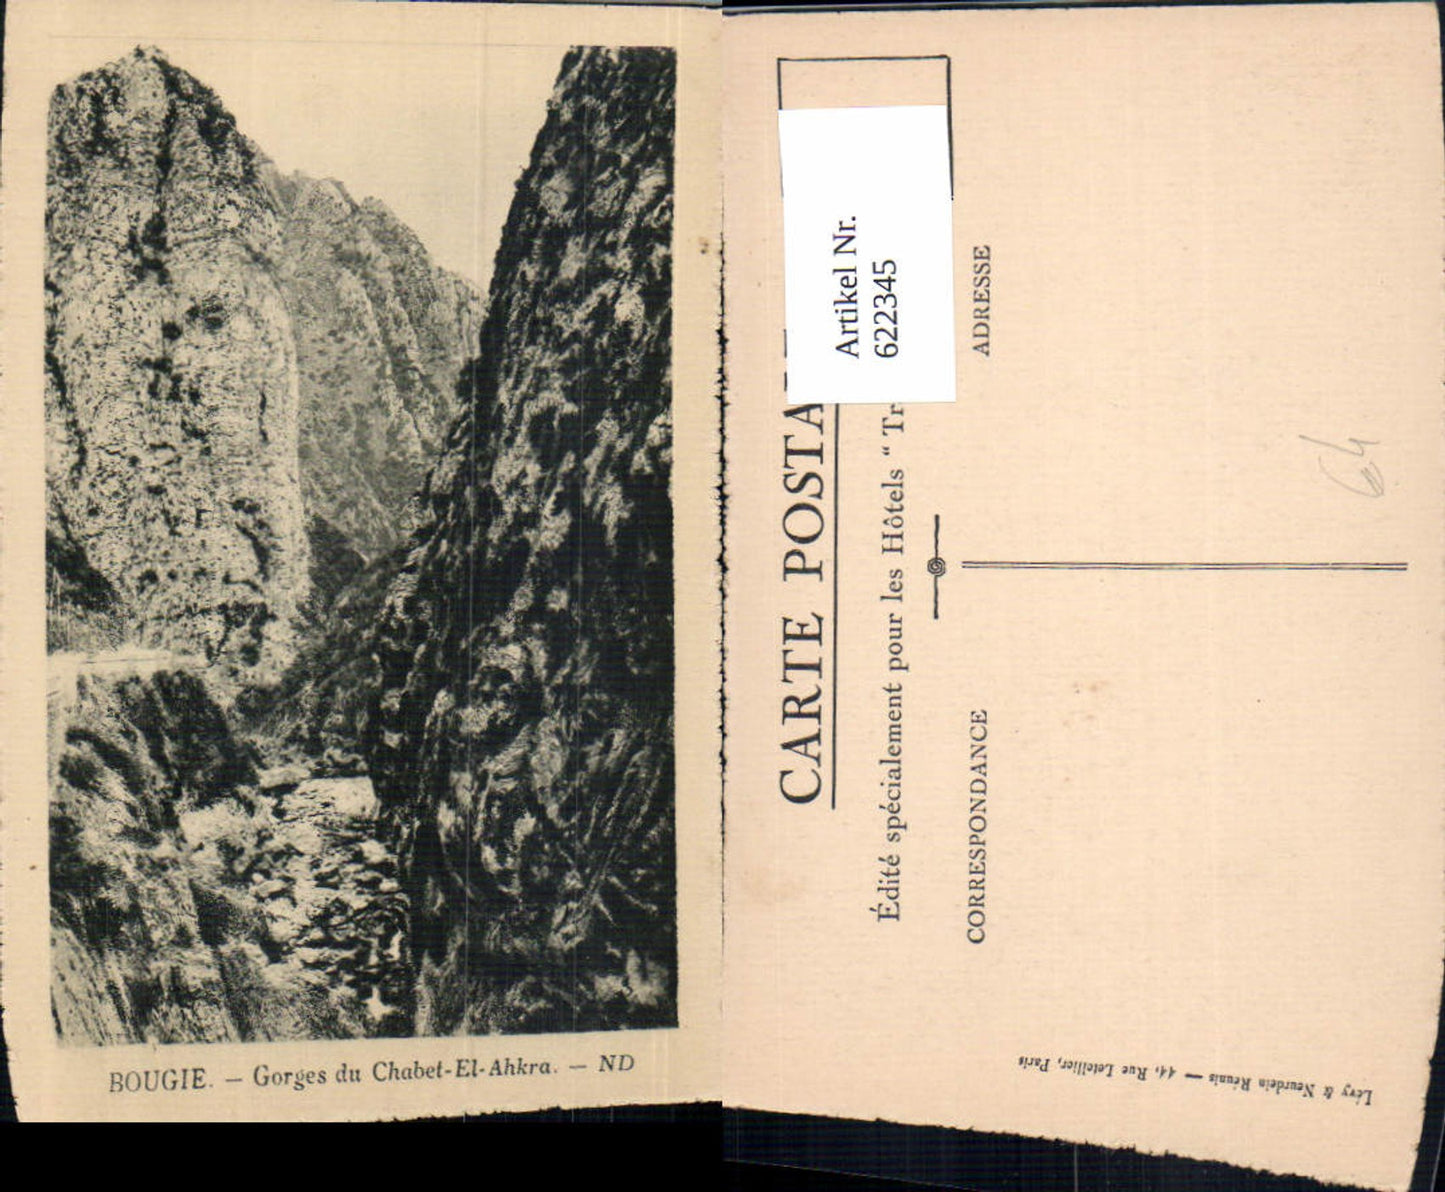 BOUGIE. — Gorges du Chabet-El-Ahkra. — ND
CARTE POSTA
Édité spécialement pour les Hôtels " Tr
Artikel Nr.
622345
CORRESPONDANCE
ADRESSE
64
Lévy & Neurdein Réunis — 44, Rue Letellier, Paris